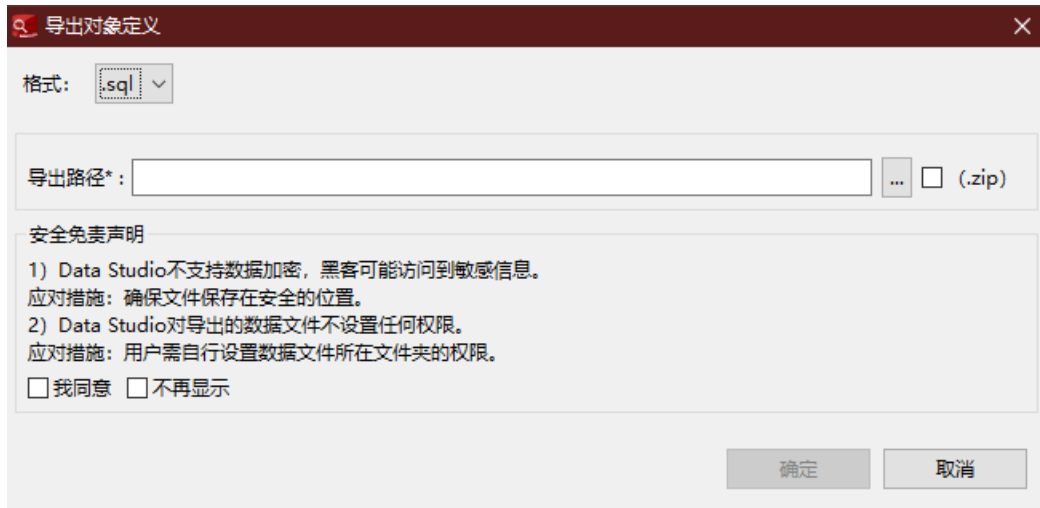 导出对象定义
格式: .sql
导出路径* : ... (.zip)
安全免责声明
1）Data Studio不支持数据加密，黑客可能访问到敏感信息。
应对措施：确保文件保存在安全的位置。
2）Data Studio对导出的数据文件不设置任何权限。
应对措施：用户需自行设置数据文件所在文件夹的权限。
我同意 不再显示
确定 取消